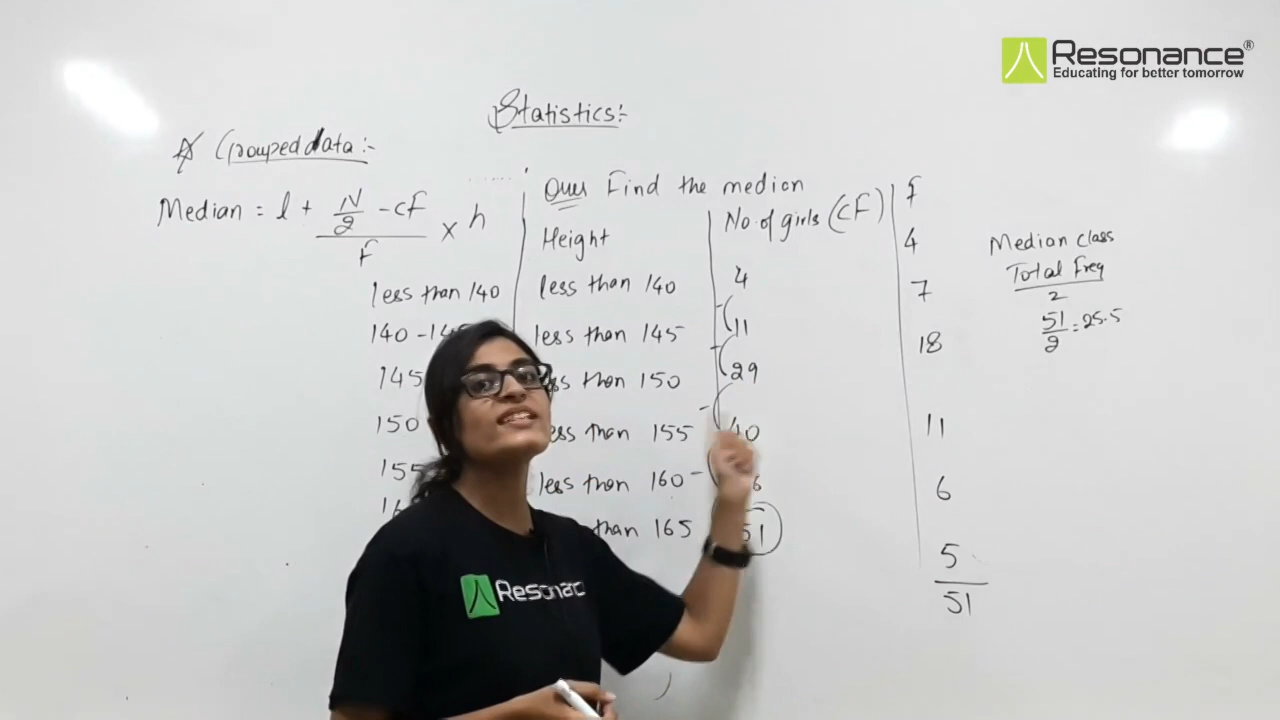 Resonance®
Educating for better tomorrow
Statistics:-
Grouped data:-
Median = l + N/2 - cf / f × h
Ques Find the median
Height No. of girls (CF) f
less than 140 less than 140 4 4
140 - 145 less than 145 11 7
145 less than 150 29 18
150 less than 155 40 11
155 less than 160 6
than 165 51 5
51
Median class
Total Freq
2
51/2 = 25.5
Resonance